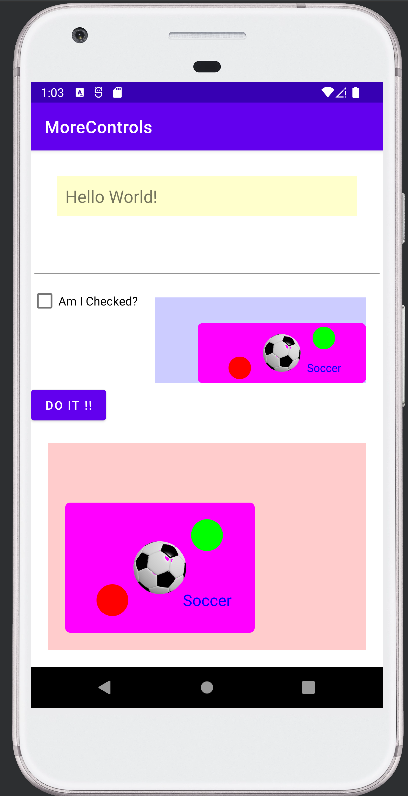 1:03
MoreControls
Hello World!
Am I Checked?
Soccer
DO IT !!
Soccer